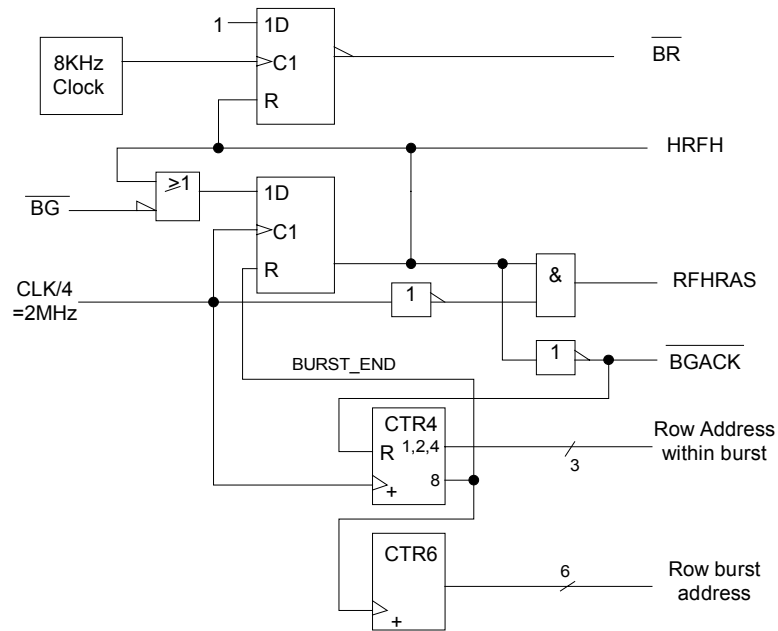 1
1D
C1
R
8KHz
Clock
BR
HRFH
≥1
BG
1D
C1
R
&
RFHRAS
CLK/4
=2MHz
1
1
BGACK
BURST_END
CTR4
R
1,2,4
8
+
3
Row Address
within burst
CTR6
+
6
Row burst
address